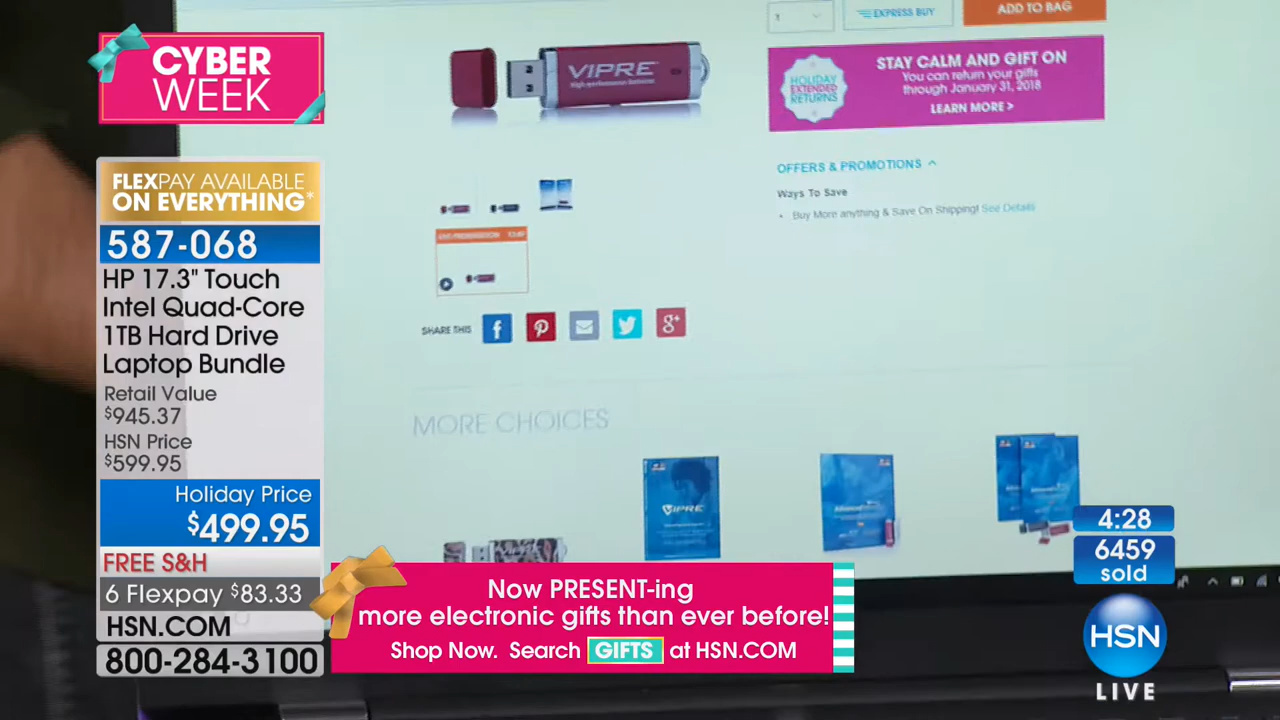 CYBER
WEEK
FLEXPAY AVAILABLE
ON EVERYTHING*
587-068
HP 17.3" Touch
Intel Quad-Core
1TB Hard Drive
Laptop Bundle
Retail Value
$945.37
HSN Price
$599.95
Holiday Price
$499.95
FREE S&H
6 Flexpay $83.33
HSN.COM
800-284-3100
1
EXPRESS BUY
ADD TO BAG
VIPRE
HOLIDAY
EXTENDED
RETURNS
STAY CALM AND GIFT ON
You can return your gifts
through January 31, 2018
LEARN MORE >
OFFERS & PROMOTIONS
Ways To Save
• Buy More anything & Save On Shipping! See Details
SHARE THIS
f
g+
MORE CHOICES
VIPRE
Now PRESENT-ing
more electronic gifts than ever before!
Shop Now. Search GIFTS at HSN.COM
4:28
6459
sold
HSN
LIVE